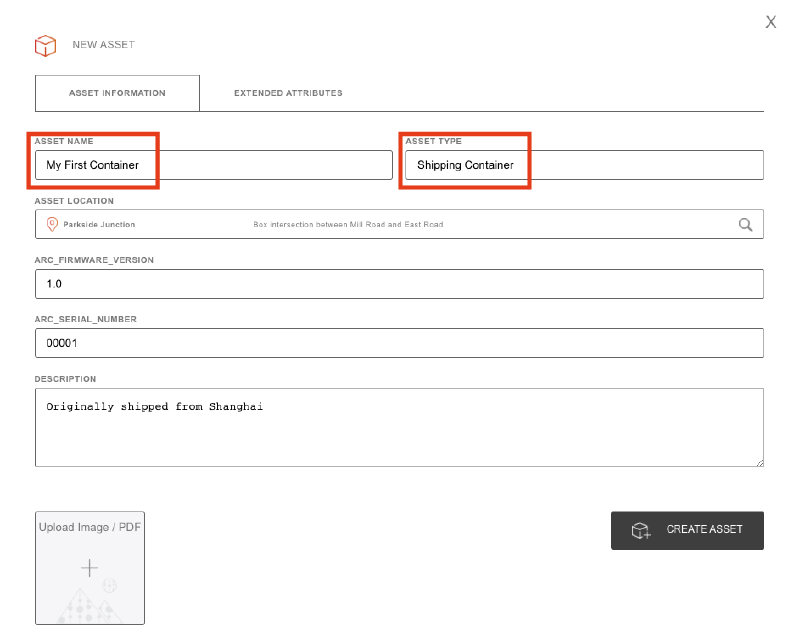 X
NEW ASSET
ASSET INFORMATION EXTENDED ATTRIBUTES
ASSET NAME ASSET TYPE
My First Container Shipping Container
ASSET LOCATION
Parkside Junction Box intersection between Mill Road and East Road
ARC_FIRMWARE_VERSION
1.0
ARC_SERIAL_NUMBER
00001
DESCRIPTION
Originally shipped from Shanghai
Upload Image / PDF
CREATE ASSET